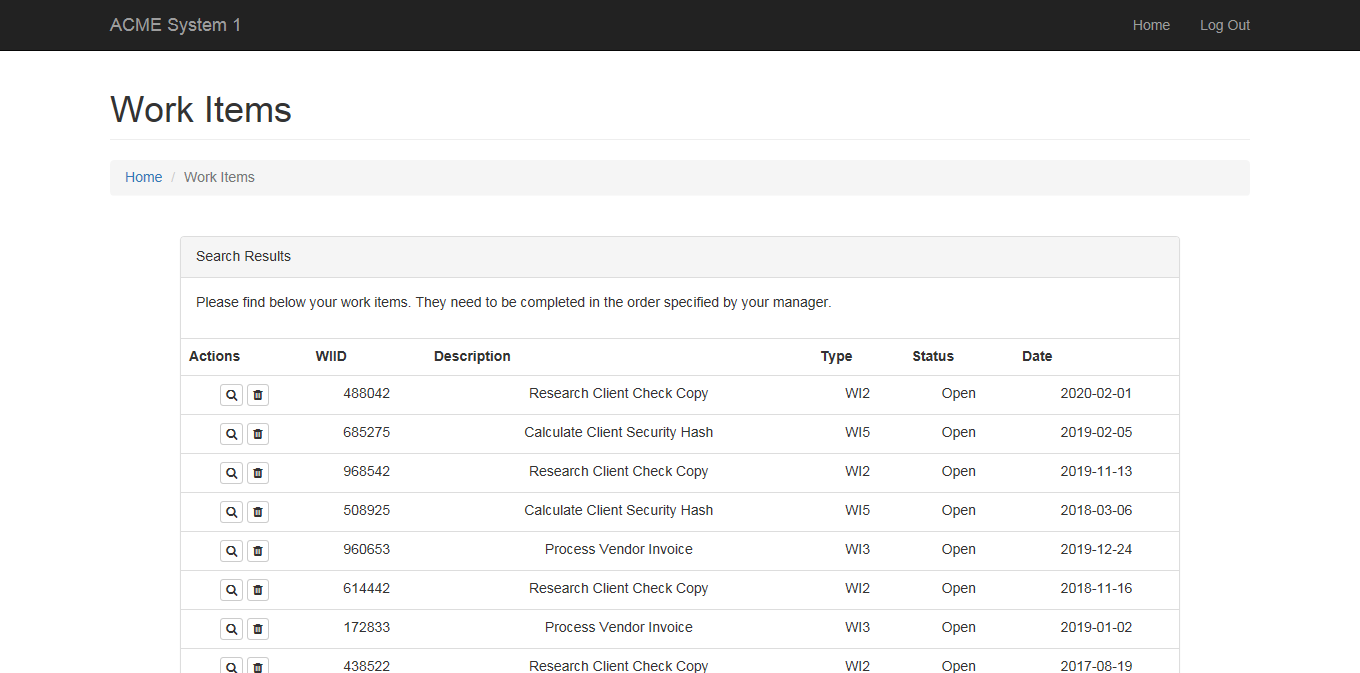 ACME System 1 Home Log Out
Work Items
Home / Work Items
Search Results
Please find below your work items. They need to be completed in the order specified by your manager.
Actions WIID Description Type Status Date
488042 Research Client Check Copy WI2 Open 2020-02-01
685275 Calculate Client Security Hash WI5 Open 2019-02-05
968542 Research Client Check Copy WI2 Open 2019-11-13
508925 Calculate Client Security Hash WI5 Open 2018-03-06
960653 Process Vendor Invoice WI3 Open 2019-12-24
614442 Research Client Check Copy WI2 Open 2018-11-16
172833 Process Vendor Invoice WI3 Open 2019-01-02
438522 Research Client Check Copy WI2 Open 2017-08-19